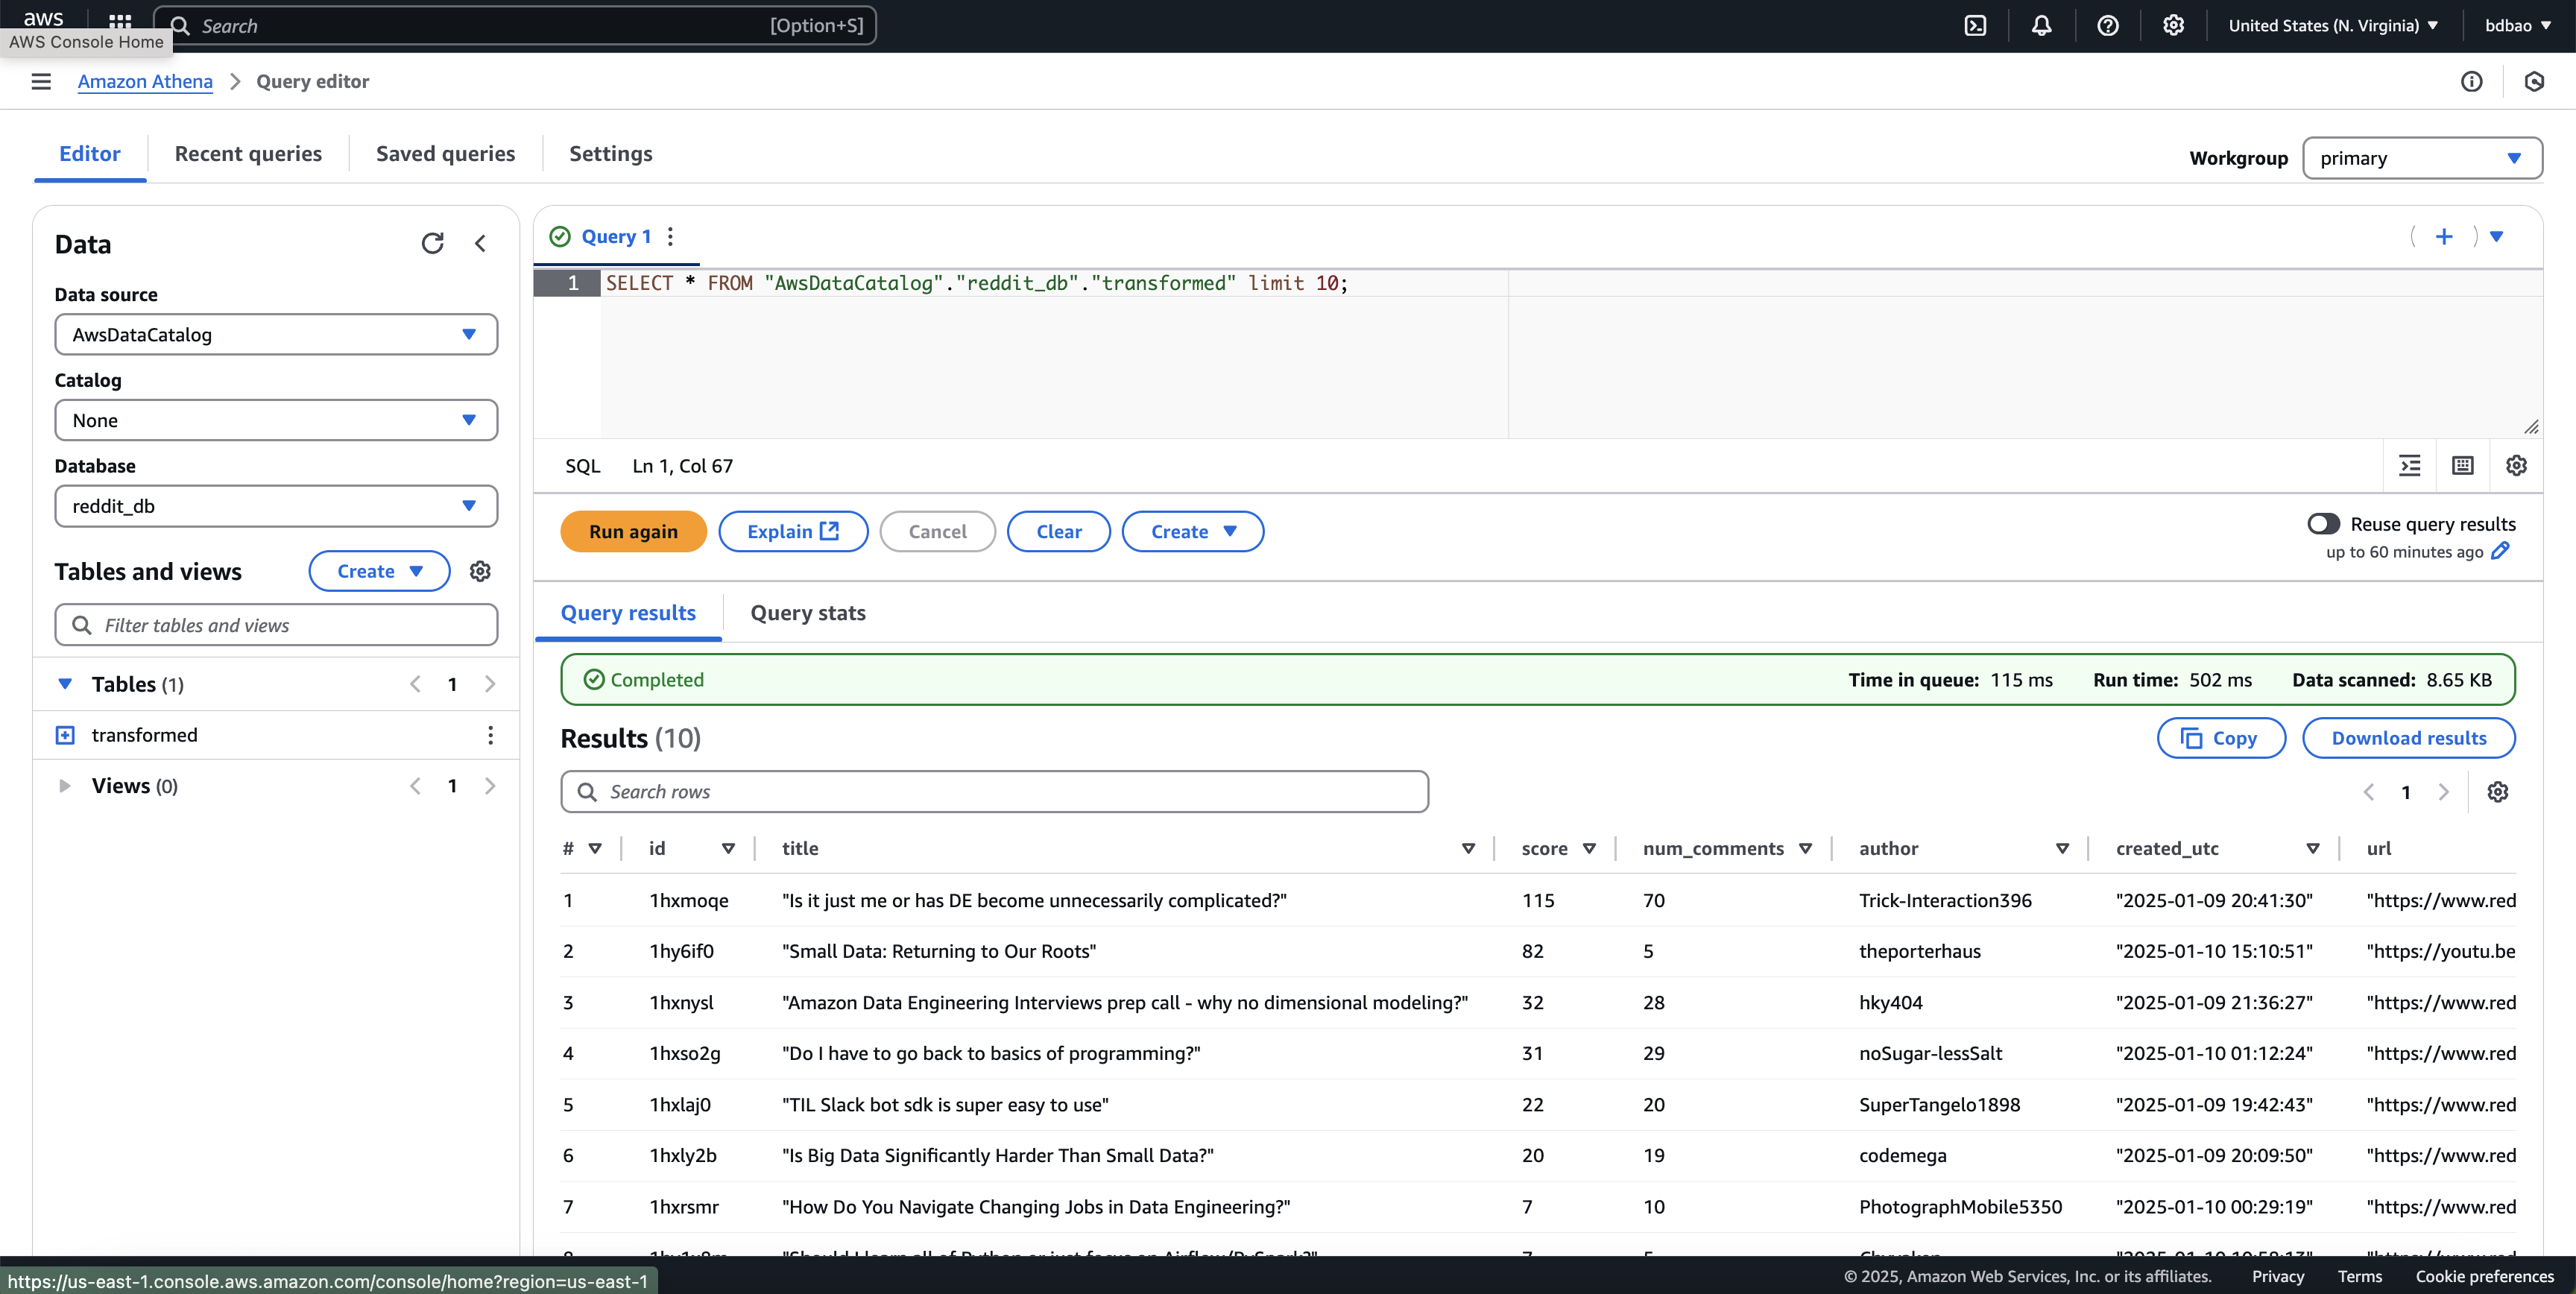 aws
Search
[Option+S]
United States (N. Virginia)
bdbao
AWS Console Home
Amazon Athena
Query editor
Editor
Recent queries
Saved queries
Settings
Workgroup
primary
Data
Data source
AwsDataCatalog
Catalog
None
Database
reddit_db
Tables and views
Create
Filter tables and views
Tables (1)
1
transformed
Views (0)
1
Query 1
1
SELECT * FROM "AwsDataCatalog"."reddit_db"."transformed" limit 10;
SQL
Ln 1, Col 67
Run again
Explain
Cancel
Clear
Create
Reuse query results
up to 60 minutes ago
Query results
Query stats
Completed
Time in queue: 115 ms
Run time: 502 ms
Data scanned: 8.65 KB
Results (10)
Copy
Download results
Search rows
1
# id title score num_comments author created_utc url
1 1hxmoqe "Is it just me or has DE become unnecessarily complicated?" 115 70 Trick-Interaction396 "2025-01-09 20:41:30" "https://www.red
2 1hy6if0 "Small Data: Returning to Our Roots" 82 5 theporterhaus "2025-01-10 15:10:51" "https://youtu.be
3 1hxnysl "Amazon Data Engineering Interviews prep call - why no dimensional modeling?" 32 28 hky404 "2025-01-09 21:36:27" "https://www.red
4 1hxso2g "Do I have to go back to basics of programming?" 31 29 noSugar-lessSalt "2025-01-10 01:12:24" "https://www.red
5 1hxlaj0 "TIL Slack bot sdk is super easy to use" 22 20 SuperTangelo1898 "2025-01-09 19:42:43" "https://www.red
6 1hxly2b "Is Big Data Significantly Harder Than Small Data?" 20 19 codemega "2025-01-09 20:09:50" "https://www.red
7 1hxrsmr "How Do You Navigate Changing Jobs in Data Engineering?" 7 10 PhotographMobile5350 "2025-01-10 00:29:19" "https://www.red
"Should I learn all of Python or just focus on Airflow/PySpark?"
https://us-east-1.console.aws.amazon.com/console/home?region=us-east-1
© 2025, Amazon Web Services, Inc. or its affiliates.
Privacy
Terms
Cookie preferences